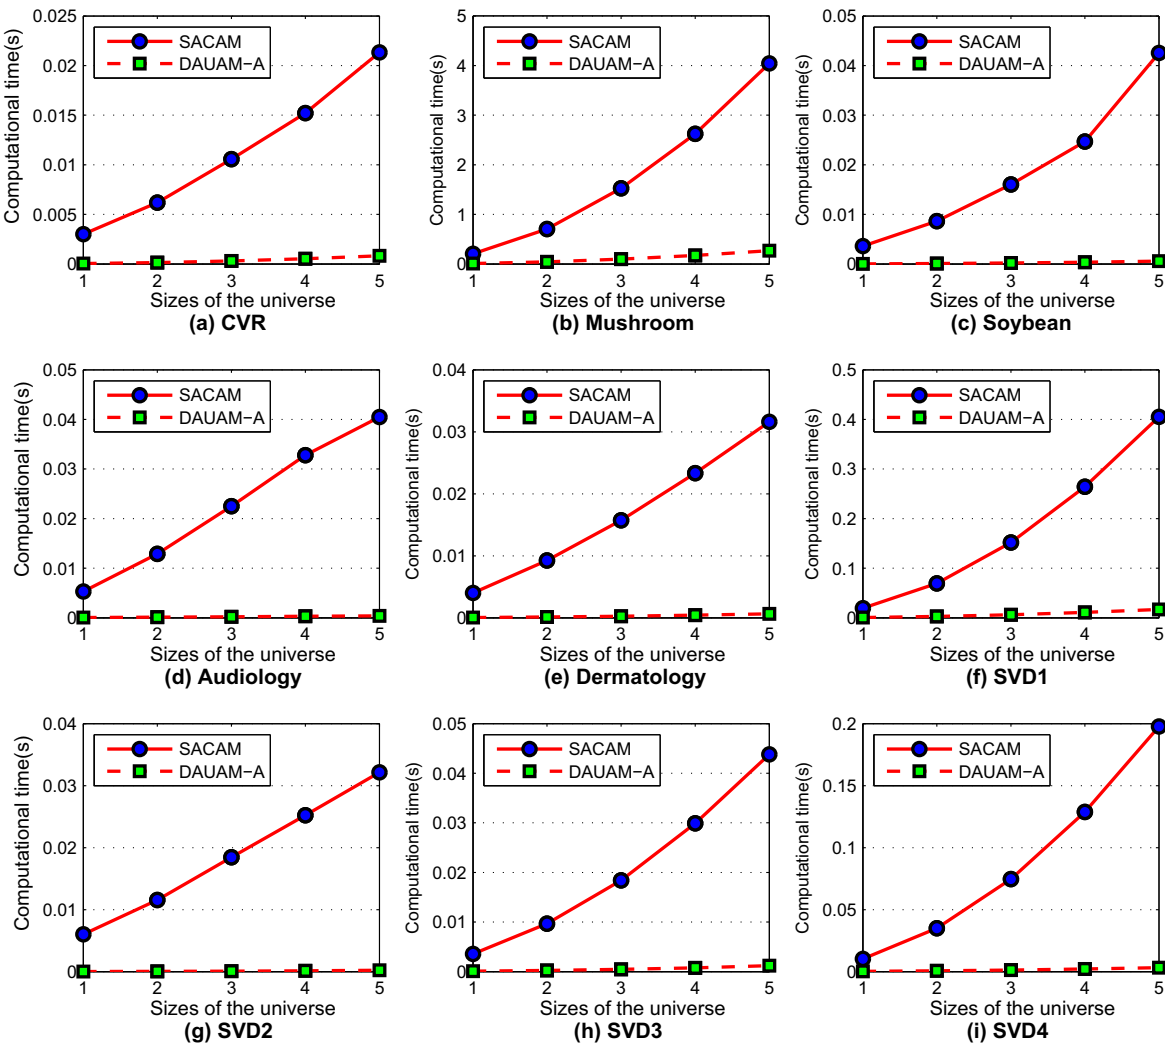 0.025
0.02
0.015
0.01
0.005
0
Computational time(s)
SACAM
DAUAM−A
1 2 3 4 5
Sizes of the universe
(a) CVR
5
4
3
2
1
0
Computational time(s)
SACAM
DAUAM−A
1 2 3 4 5
Sizes of the universe
(b) Mushroom
0.05
0.04
0.03
0.02
0.01
0
Computational time(s)
SACAM
DAUAM−A
1 2 3 4 5
Sizes of the universe
(c) Soybean
0.05
0.04
0.03
0.02
0.01
0
Computational time(s)
SACAM
DAUAM−A
1 2 3 4 5
Sizes of the universe
(d) Audiology
0.04
0.03
0.02
0.01
0
Computational time(s)
SACAM
DAUAM−A
1 2 3 4 5
Sizes of the universe
(e) Dermatology
0.5
0.4
0.3
0.2
0.1
0
Computational time(s)
SACAM
DAUAM−A
1 2 3 4 5
Sizes of the universe
(f) SVD1
0.04
0.03
0.02
0.01
0
Computational time(s)
SACAM
DAUAM−A
1 2 3 4 5
Sizes of the universe
(g) SVD2
0.05
0.04
0.03
0.02
0.01
0
Computational time(s)
SACAM
DAUAM−A
1 2 3 4 5
Sizes of the universe
(h) SVD3
0.2
0.15
0.1
0.05
0
Computational time(s)
SACAM
DAUAM−A
1 2 3 4 5
Sizes of the universe
(i) SVD4